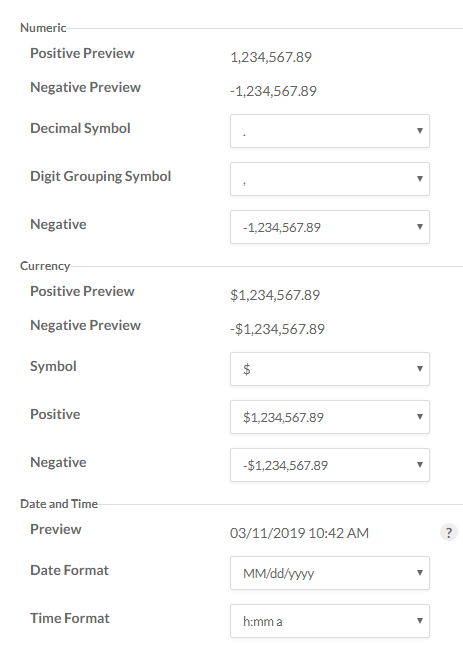 Numeric
Positive Preview 1,234,567.89
Negative Preview -1,234,567.89
Decimal Symbol .
Digit Grouping Symbol ,
Negative -1,234,567.89
Currency
Positive Preview $1,234,567.89
Negative Preview -$1,234,567.89
Symbol $
Positive $1,234,567.89
Negative -$1,234,567.89
Date and Time
Preview 03/11/2019 10:42 AM ?
Date Format MM/dd/yyyy
Time Format h:mm a